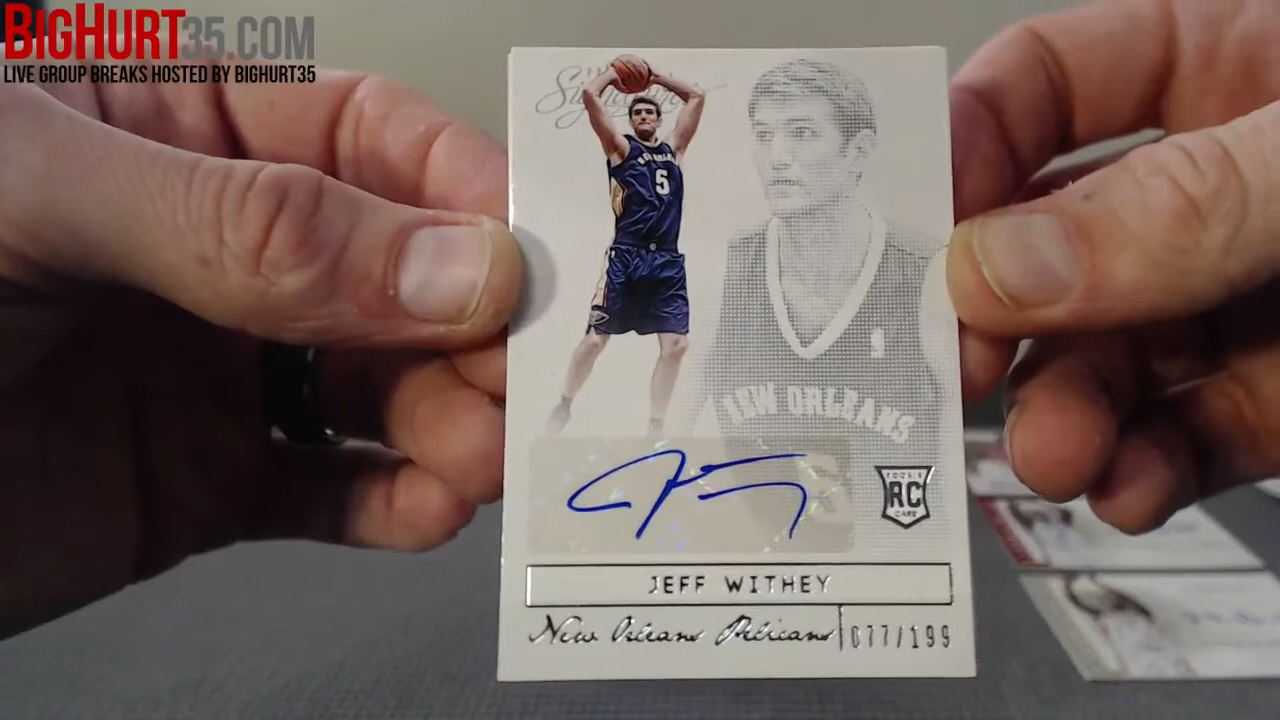 BIGHURT35.COM
LIVE GROUP BREAKS HOSTED BY BIGHURT35
5
NEW ORLEANS
ROOKIE
RC
CARD
JEFF WITHEY
New Orleans Pelicans
077/199